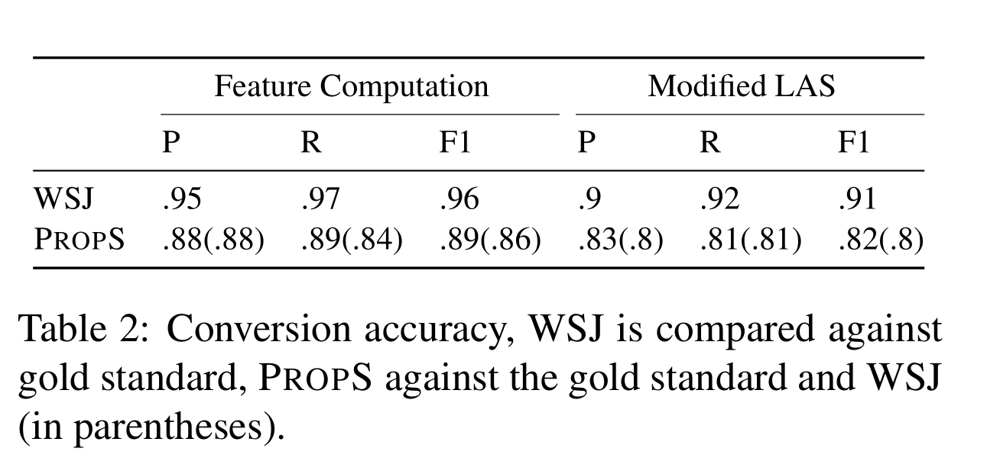 Feature Computation Modified LAS
P R F1 P R F1
WSJ .95 .97 .96 .9 .92 .91
PROPS .88(.88) .89(.84) .89(.86) .83(.8) .81(.81) .82(.8)
Table 2: Conversion accuracy, WSJ is compared against
gold standard, PROPS against the gold standard and WSJ
(in parentheses).